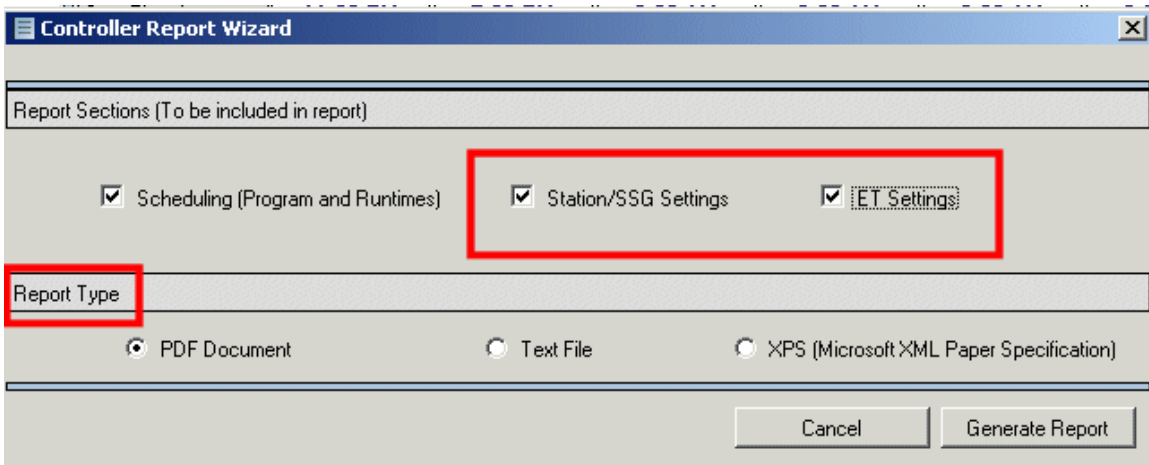 Controller Report Wizard
Report Sections (To be included in report)
Scheduling (Program and Runtimes) Station/SSG Settings ET Settings
Report Type
PDF Document Text File XPS (Microsoft XML Paper Specification)
Cancel Generate Report